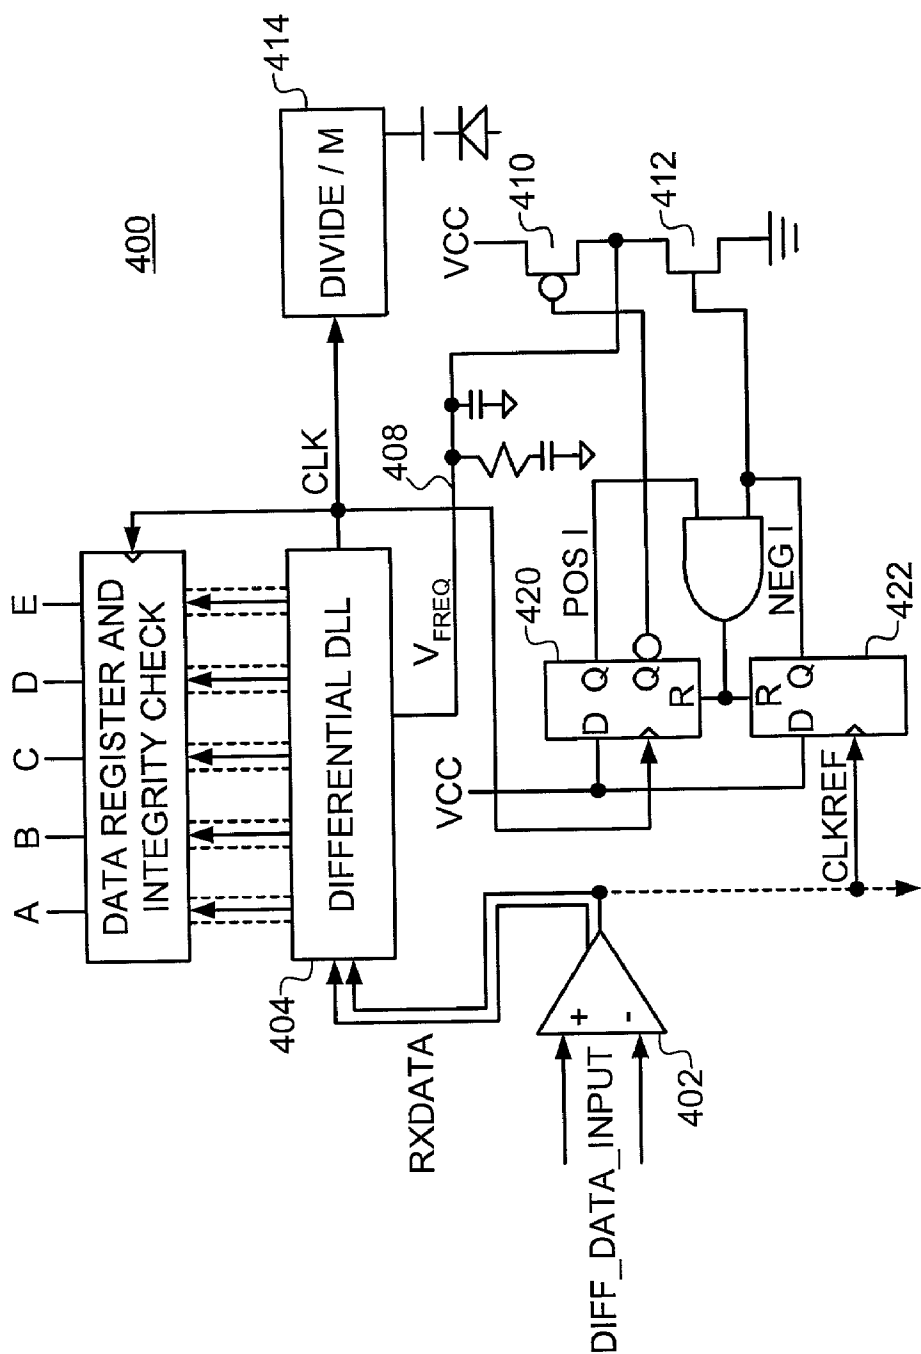 400
A
B
C
D
E
DATA REGISTER AND
INTEGRITY CHECK
404
DIFFERENTIAL DLL
CLK
DIVIDE / M
414
RXDATA
VFREQ
408
VCC
410
412
VCC
420
D
Q
Q
R
POS I
NEG I
R
D
Q
422
CLKREF
DIFF_DATA_INPUT
+
-
402